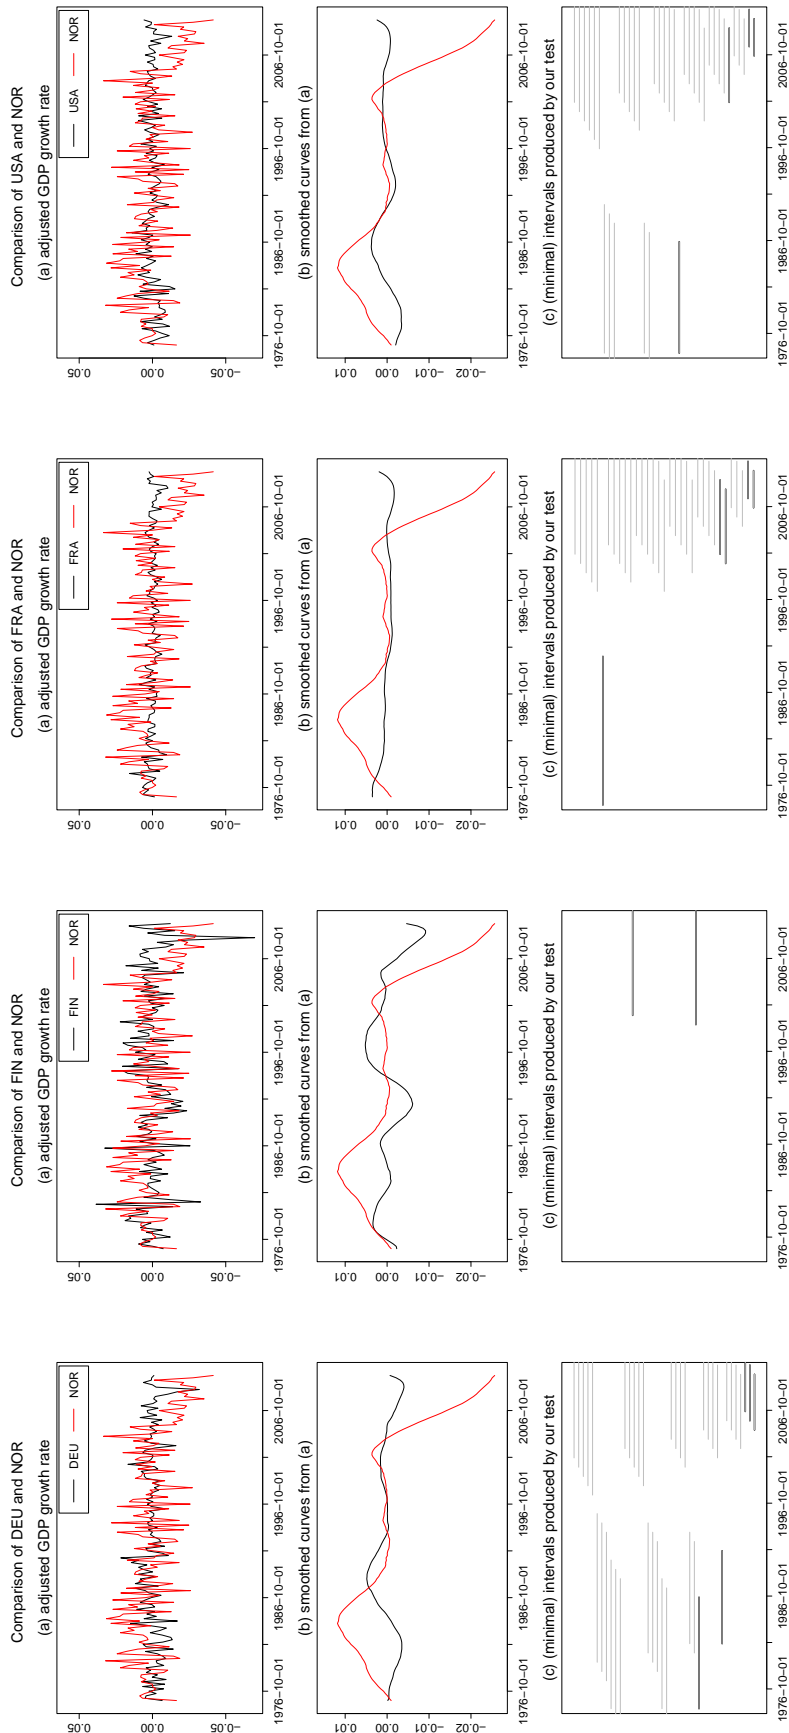 Comparison of DEU and NOR
(a) adjusted GDP growth rate
DEU NOR
0.05
0.00
−0.05
1976−10−01 1986−10−01 1996−10−01 2006−10−01
(b) smoothed curves from (a)
0.01
0.00
−0.01
−0.02
1976−10−01 1986−10−01 1996−10−01 2006−10−01
(c) (minimal) intervals produced by our test
1976−10−01 1986−10−01 1996−10−01 2006−10−01
Comparison of FIN and NOR
(a) adjusted GDP growth rate
FIN NOR
0.05
0.00
−0.05
1976−10−01 1986−10−01 1996−10−01 2006−10−01
(b) smoothed curves from (a)
0.01
0.00
−0.01
−0.02
1976−10−01 1986−10−01 1996−10−01 2006−10−01
(c) (minimal) intervals produced by our test
1976−10−01 1986−10−01 1996−10−01 2006−10−01
Comparison of FRA and NOR
(a) adjusted GDP growth rate
FRA NOR
0.05
0.00
−0.05
1976−10−01 1986−10−01 1996−10−01 2006−10−01
(b) smoothed curves from (a)
0.01
0.00
−0.01
−0.02
1976−10−01 1986−10−01 1996−10−01 2006−10−01
(c) (minimal) intervals produced by our test
1976−10−01 1986−10−01 1996−10−01 2006−10−01
Comparison of USA and NOR
(a) adjusted GDP growth rate
USA NOR
0.05
0.00
−0.05
1976−10−01 1986−10−01 1996−10−01 2006−10−01
(b) smoothed curves from (a)
0.01
0.00
−0.01
−0.02
1976−10−01 1986−10−01 1996−10−01 2006−10−01
(c) (minimal) intervals produced by our test
1976−10−01 1986−10−01 1996−10−01 2006−10−01